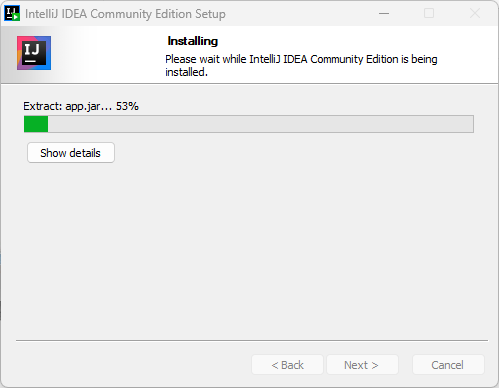 IntelliJ IDEA Community Edition Setup
IJ
Installing
Please wait while IntelliJ IDEA Community Edition is being
installed.
Extract: app.jar... 53%
Show details
< Back
Next >
Cancel